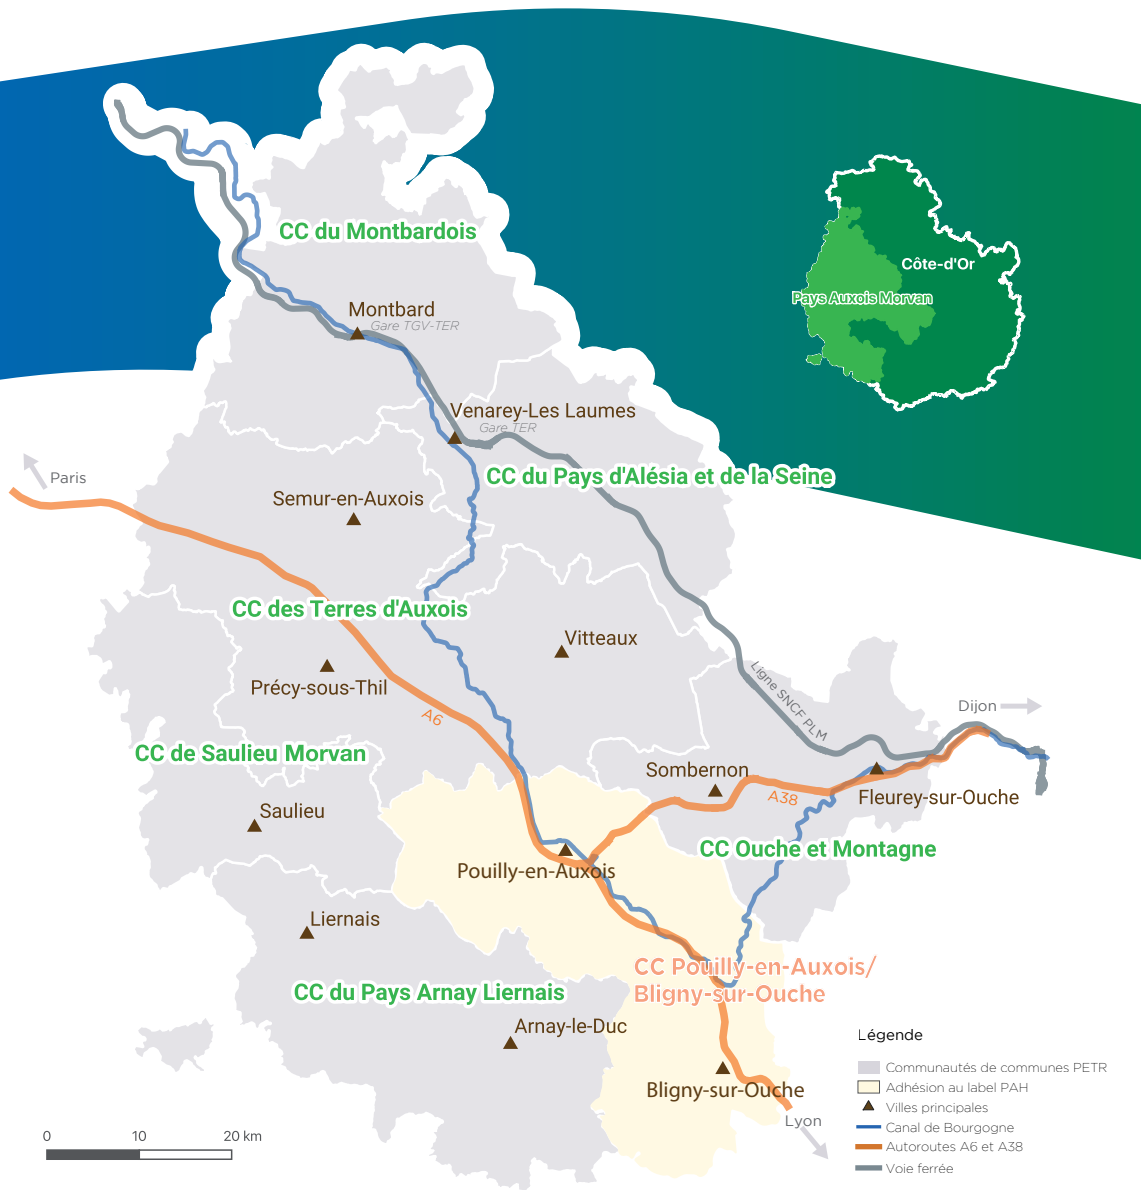 CC du Montbardois
Côte-d'Or
Pays Auxois Morvan
Montbard
Gare TGV-TER
Venarey-Les Laumes
Gare TER
Paris
CC du Pays d'Alésia et de la Seine
Semur-en-Auxois
CC des Terres d'Auxois
Vitteaux
Précy-sous-Thil
Ligne SNCF PLM
A6
Dijon
CC de Saulieu Morvan
Sombernon
A38
Fleurey-sur-Ouche
Saulieu
CC Ouche et Montagne
Pouilly-en-Auxois
Liernais
CC Pouilly-en-Auxois/
Bligny-sur-Ouche
CC du Pays Arnay Liernais
Arnay-le-Duc
Bligny-sur-Ouche
Lyon
Légende
Communautés de communes PETR
Adhésion au label PAH
Villes principales
Canal de Bourgogne
Autoroutes A6 et A38
Voie ferrée
0 10 20 km